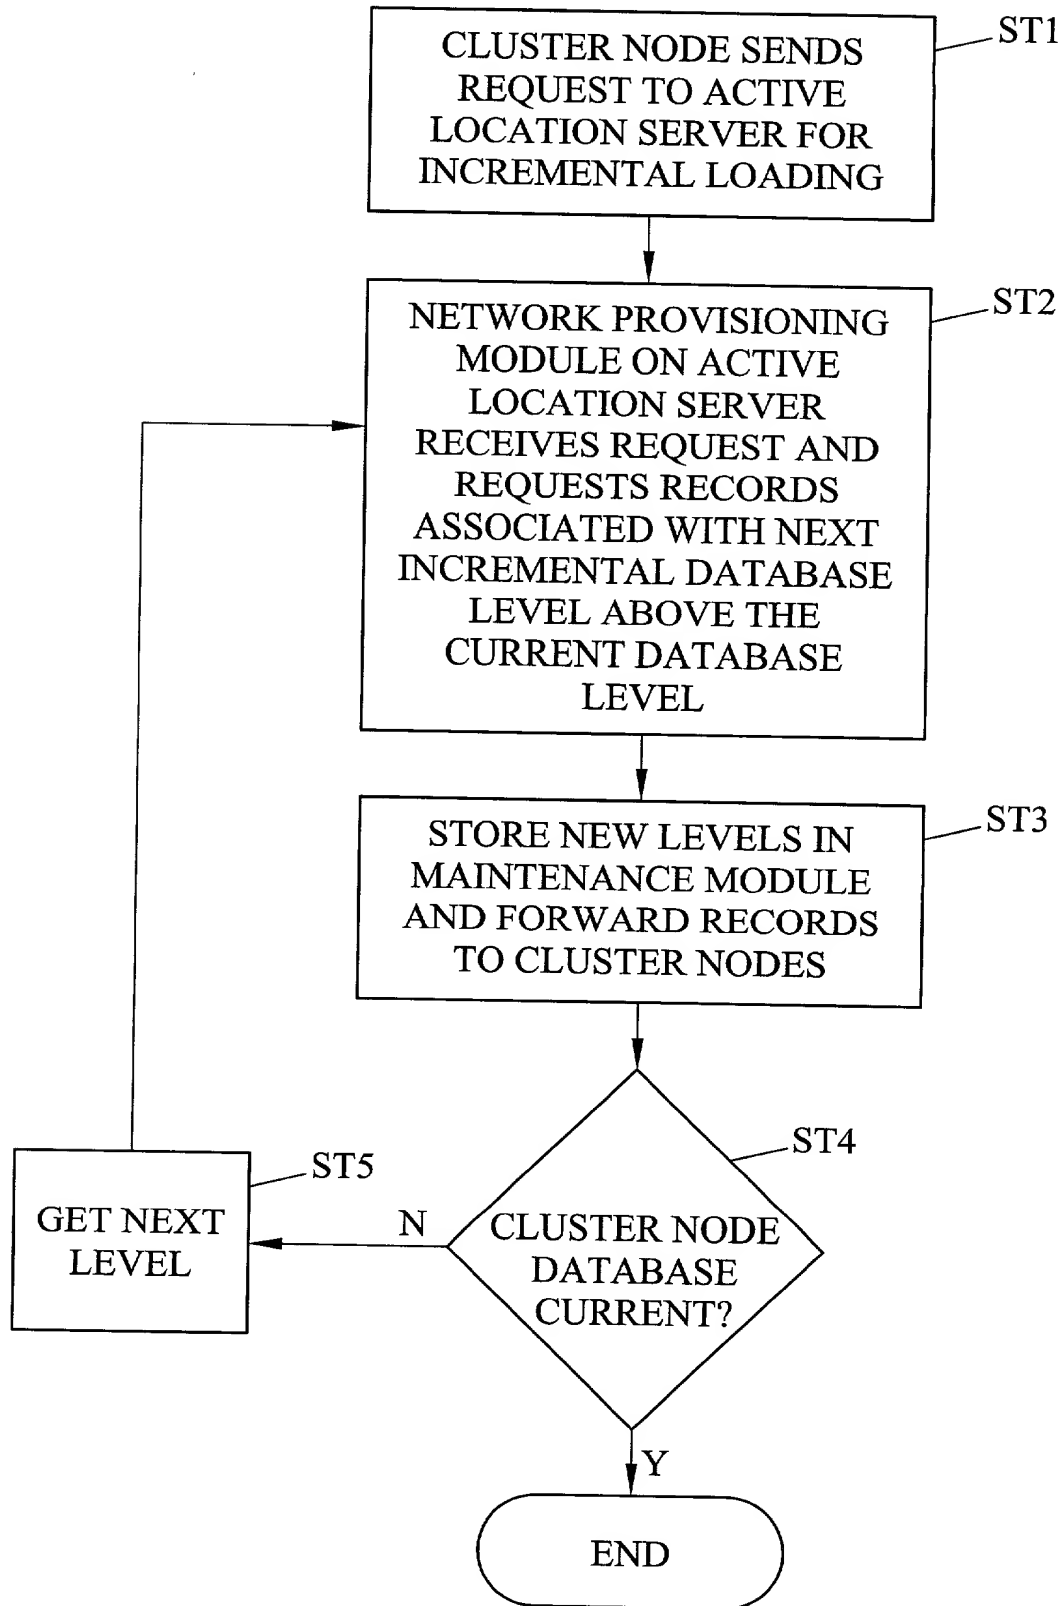 CLUSTER NODE SENDS
REQUEST TO ACTIVE
LOCATION SERVER FOR
INCREMENTAL LOADING
ST1
NETWORK PROVISIONING
MODULE ON ACTIVE
LOCATION SERVER
RECEIVES REQUEST AND
REQUESTS RECORDS
ASSOCIATED WITH NEXT
INCREMENTAL DATABASE
LEVEL ABOVE THE
CURRENT DATABASE
LEVEL
ST2
STORE NEW LEVELS IN
MAINTENANCE MODULE
AND FORWARD RECORDS
TO CLUSTER NODES
ST3
CLUSTER NODE
DATABASE
CURRENT?
ST4
N
GET NEXT
LEVEL
ST5
Y
END